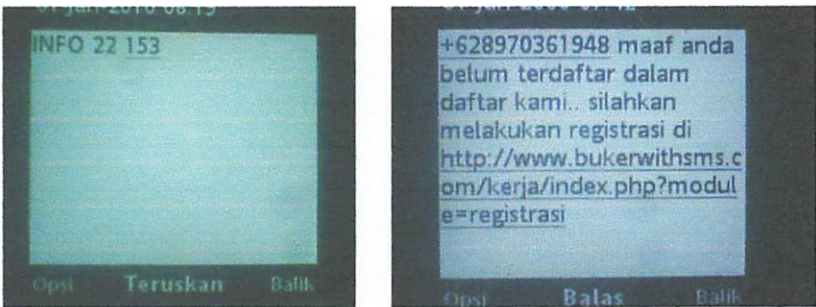 INFO 22 153
Opsi Teruskan Balik
+628970361948 maaf anda
belum terdaftar dalam
daftar kami.. silahkan
melakukan registrasi di
http://www.bukerwithsms.c
om/kerja/index.php?modul
e=registrasi
Opsi Balas Balik